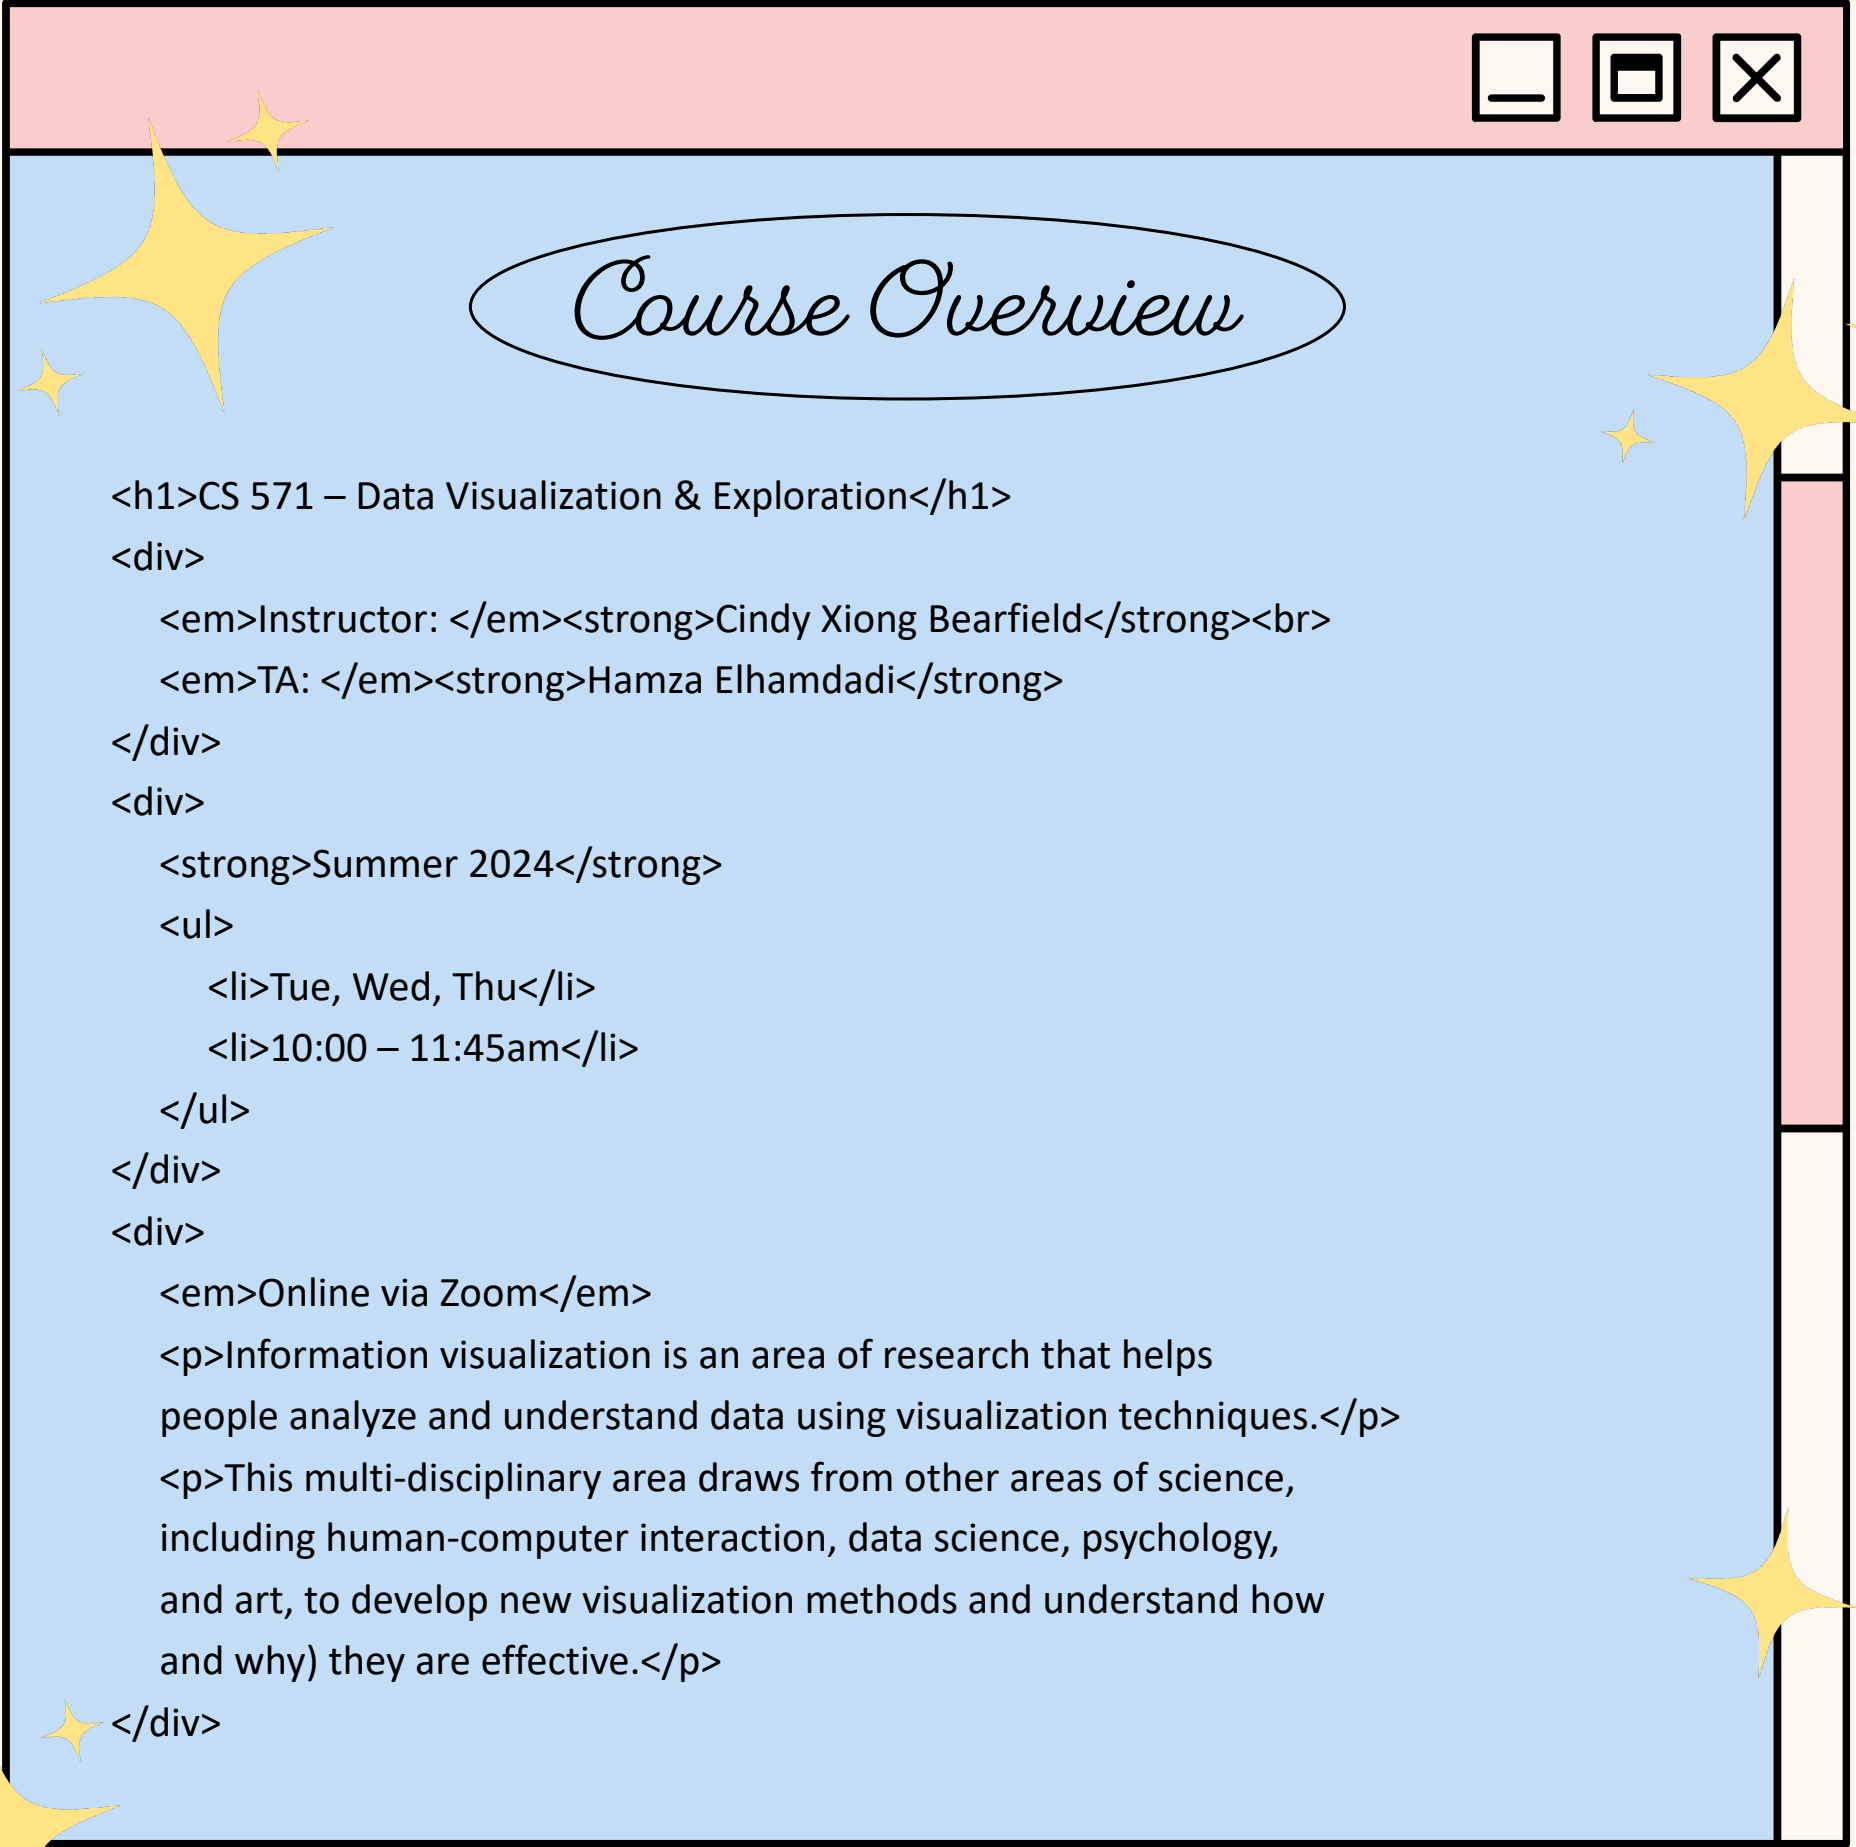 Course Overview
<h1>CS 571 – Data Visualization & Exploration</h1>
<div>
<em>Instructor: </em><strong>Cindy Xiong Bearfield</strong><br>
<em>TA: </em><strong>Hamza Elhamdadi</strong>
</div>
<div>
<strong>Summer 2024</strong>
<ul>
<li>Tue, Wed, Thu</li>
<li>10:00 – 11:45am</li>
</ul>
</div>
<div>
<em>Online via Zoom</em>
<p>Information visualization is an area of research that helps
people analyze and understand data using visualization techniques.</p>
<p>This multi-disciplinary area draws from other areas of science,
including human-computer interaction, data science, psychology,
and art, to develop new visualization methods and understand how
and why) they are effective.</p>
</div>